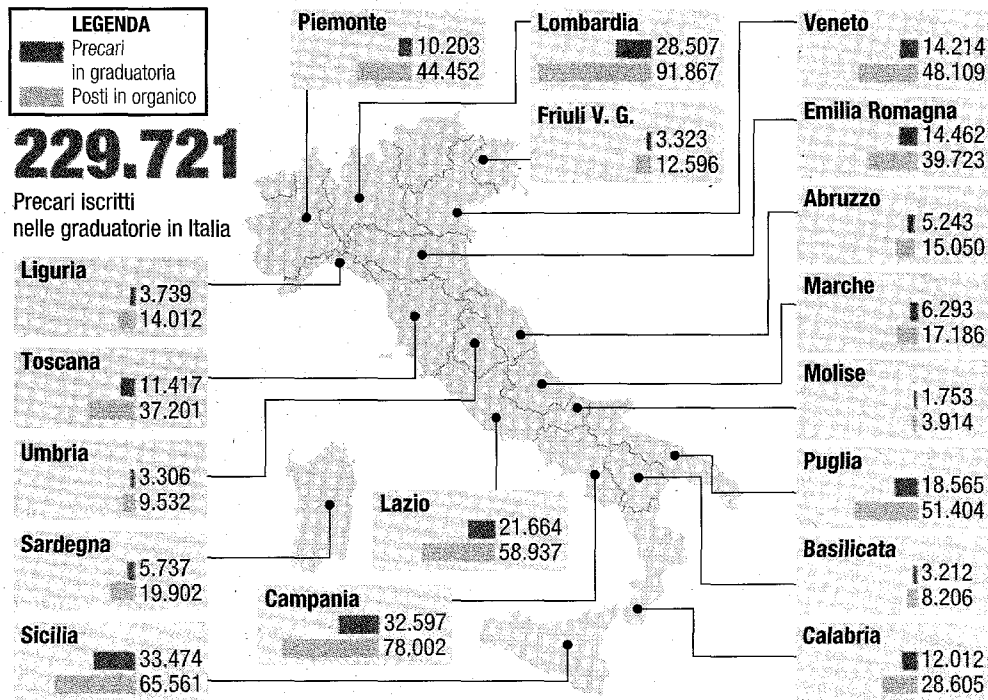 LEGENDA
Precari
in graduatoria
Posti in organico
229.721
Precari iscritti
nelle graduatorie in Italia
Piemonte
10.203
44.452
Lombardia
28.507
91.867
Friuli V. G.
3.323
12.596
Veneto
14.214
48.109
Emilia Romagna
14.462
39.723
Abruzzo
5.243
15.050
Marche
6.293
17.186
Molise
1.753
3.914
Puglia
18.565
51.404
Basilicata
3.212
8.206
Calabria
12.012
28.605
Liguria
3.739
14.012
Toscana
11.417
37.201
Umbria
3.306
9.532
Sardegna
5.737
19.902
Sicilia
33.474
65.561
Lazio
21.664
58.937
Campania
32.597
78,002